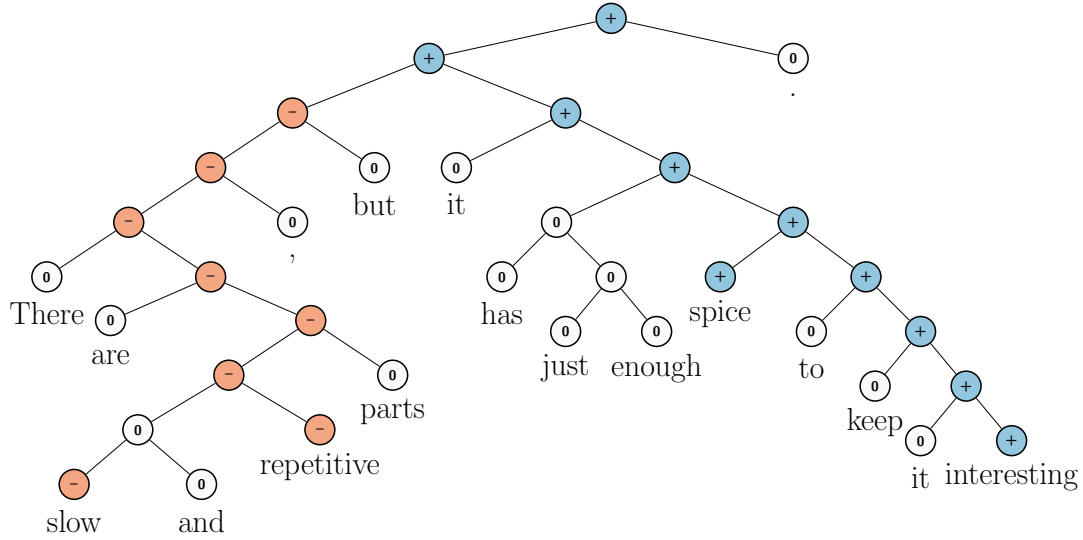 +
+ 0
.
- +
- 0 0 +
but it
- 0 0 +
,
0 - 0 0 + +
There has spice
0 - 0 0 0 +
are just enough to
- 0 0 +
parts keep
0 - 0 +
repetitive it interesting
- 0
slow and